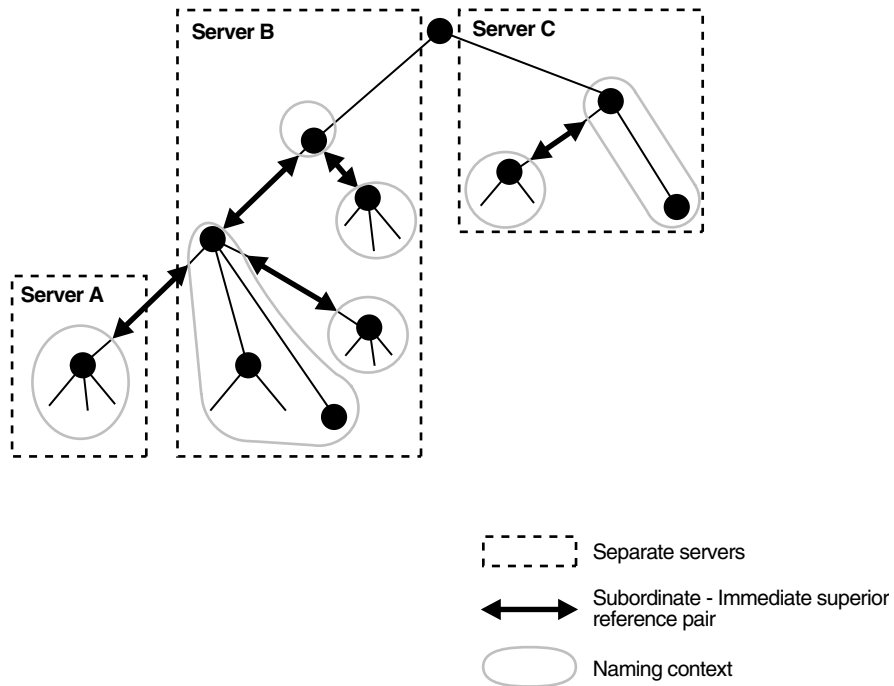 Server B
Server C
Server A
Separate servers
Subordinate - Immediate superior
reference pair
Naming context